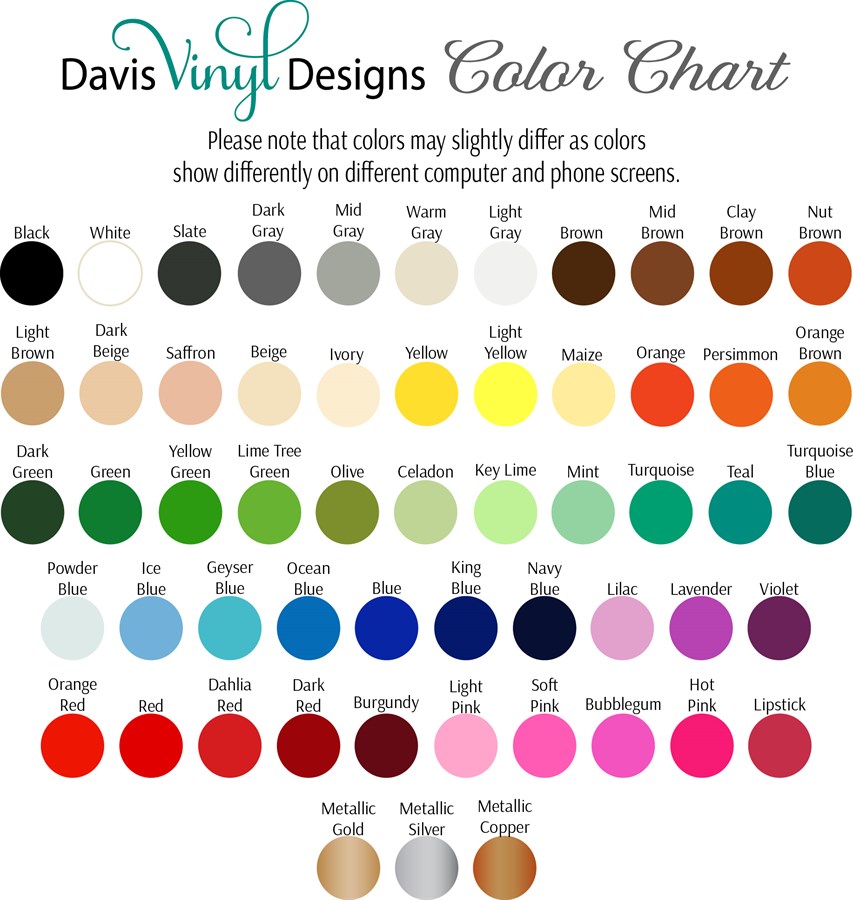 Davis Vinyl Designs Color Chart
Please note that colors may slightly differ as colors
show differently on different computer and phone screens.
Black
White
Slate
Dark
Gray
Mid
Gray
Warm
Gray
Light
Gray
Brown
Mid
Brown
Clay
Brown
Nut
Brown
Light
Brown
Dark
Beige
Saffron
Beige
Ivory
Yellow
Light
Yellow
Maize
Orange
Persimmon
Orange
Brown
Dark
Green
Green
Yellow
Green
Lime Tree
Green
Olive
Celadon
Key Lime
Mint
Turquoise
Teal
Turquoise
Blue
Powder
Blue
Ice
Blue
Geyser
Blue
Ocean
Blue
Blue
King
Blue
Navy
Blue
Lilac
Lavender
Violet
Orange
Red
Red
Dahlia
Red
Dark
Red
Burgundy
Light
Pink
Soft
Pink
Bubblegum
Hot
Pink
Lipstick
Metallic
Gold
Metallic
Silver
Metallic
Copper